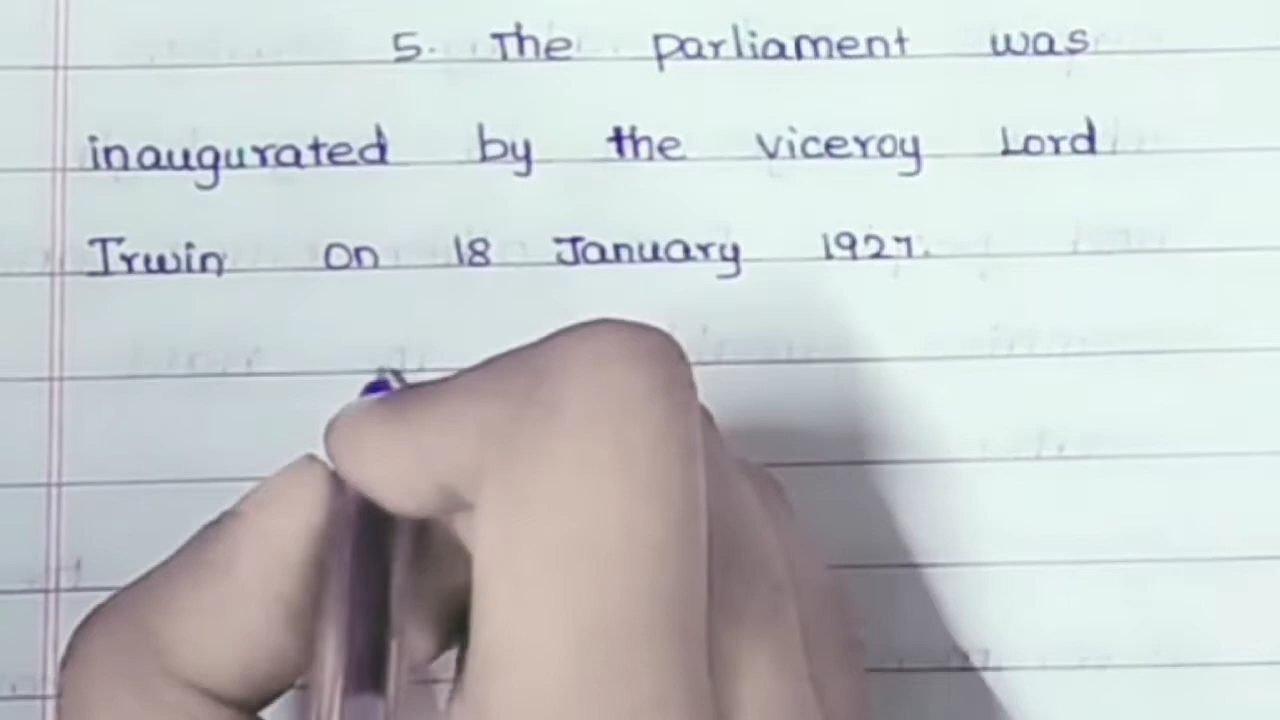 5. The parliament was
inaugurated by the viceroy Lord
Irwin on 18 January 1927.